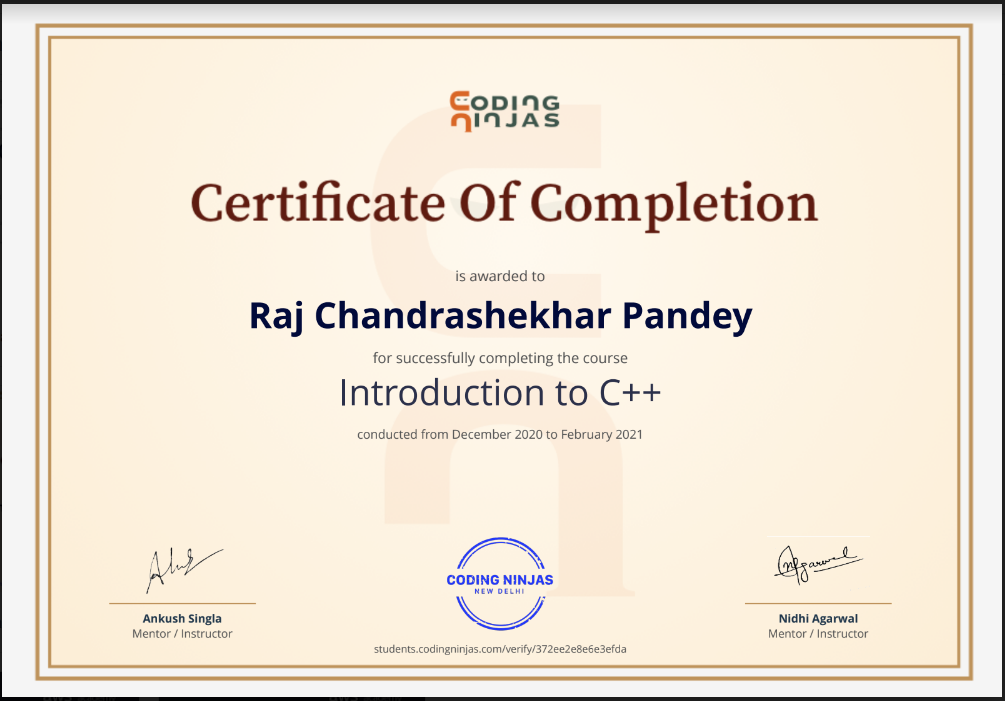 CODING
NINJAS
Certificate Of Completion
is awarded to
Raj Chandrashekhar Pandey
for successfully completing the course
Introduction to C++
conducted from December 2020 to February 2021
Agarwal
CODING NINJAS
NEW DELHI
Ankush Singla
Mentor / Instructor
Nidhi Agarwal
Mentor / Instructor
students.codingninjas.com/verify/372ee2e8e6e3efda